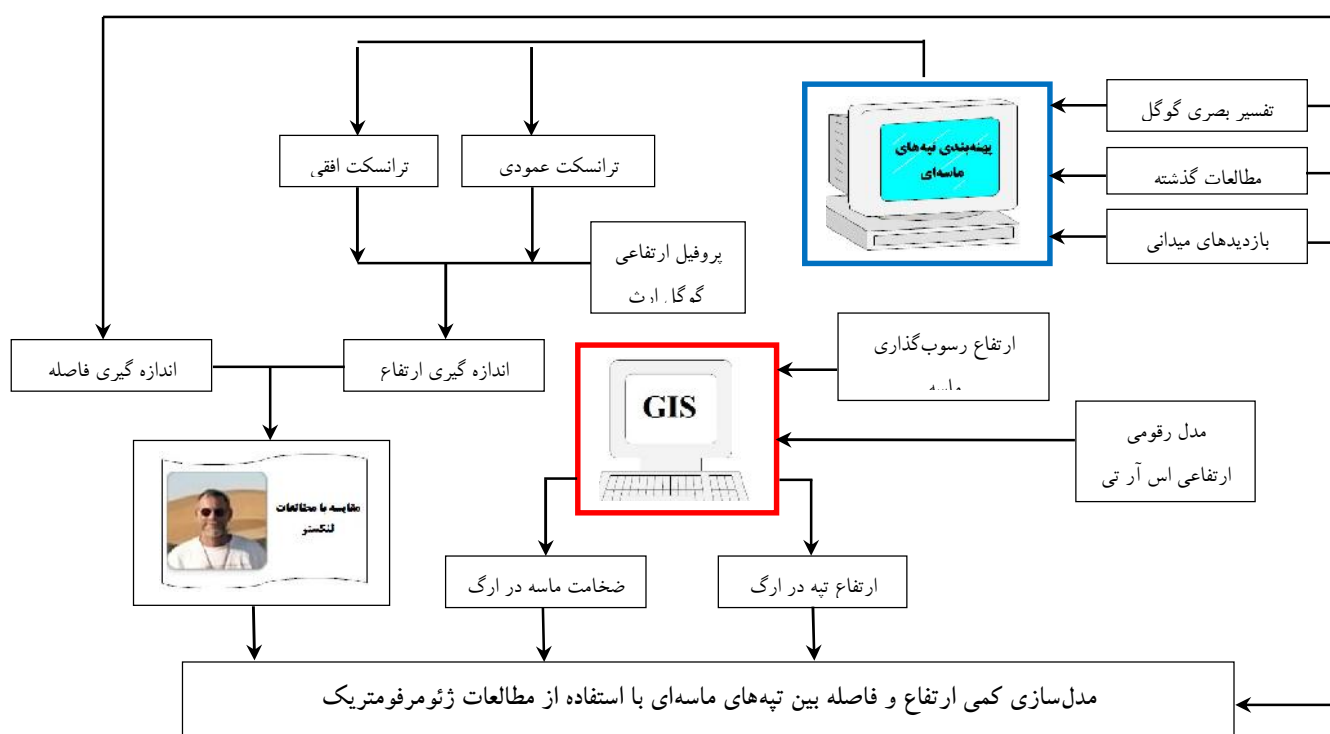 تفسیر بصری گوگل
پهنه‌بندی تپه‌های
ماسه‌ای
مطالعات گذشته
بازدیدهای میدانی
ترانسکت عمودی
ترانسکت افقی
پروفیل ارتفاعی
گوگل ارث
ارتفاع رسوب‌گذاری
ماسه
اندازه گیری ارتفاع
اندازه گیری فاصله
GIS
مدل رقومی
ارتفاعی اس آر تی
مقایسه با مطالعات
لنکستر
ارتفاع تپه در ارگ
ضخامت ماسه در ارگ
مدل‌سازی کمی ارتفاع و فاصله بین تپه‌های ماسه‌ای با استفاده از مطالعات ژئومرفومتریک